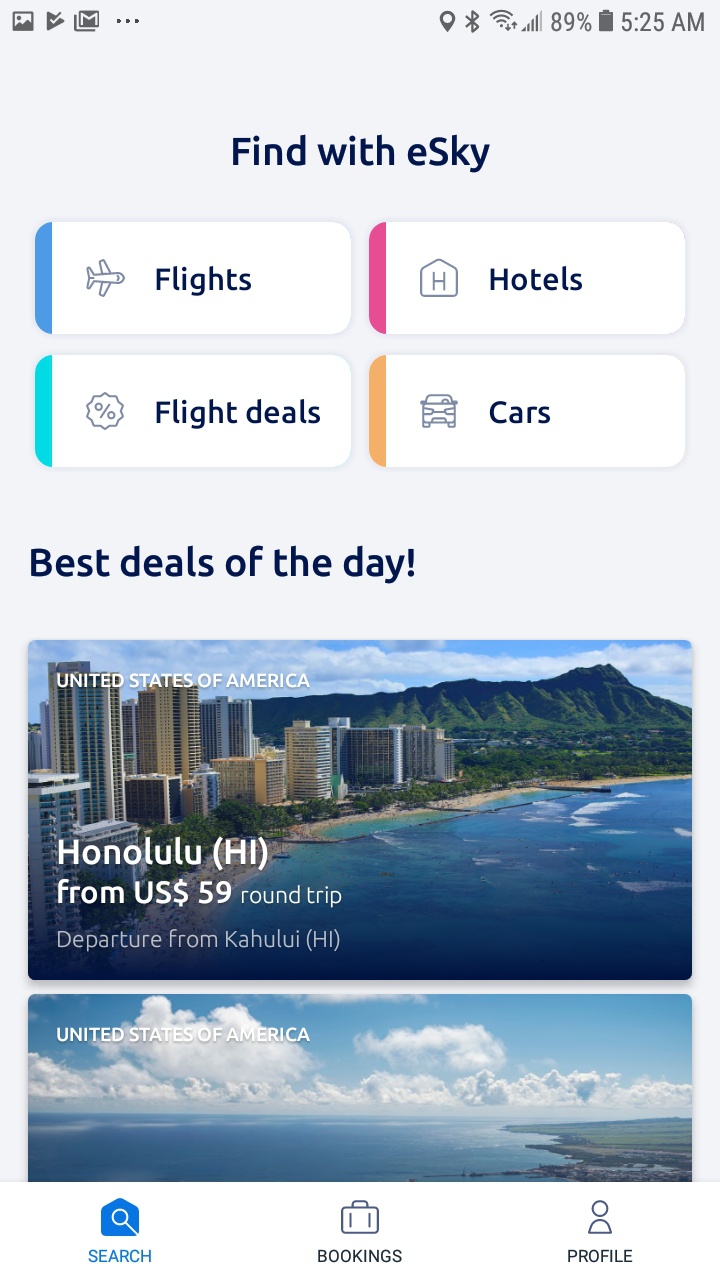 89% 5:25 AM
Find with eSky
Flights
Hotels
Flight deals
Cars
Best deals of the day!
UNITED STATES OF AMERICA
Honolulu (HI)
from US$ 59 round trip
Departure from Kahului (HI)
UNITED STATES OF AMERICA
SEARCH
BOOKINGS
PROFILE